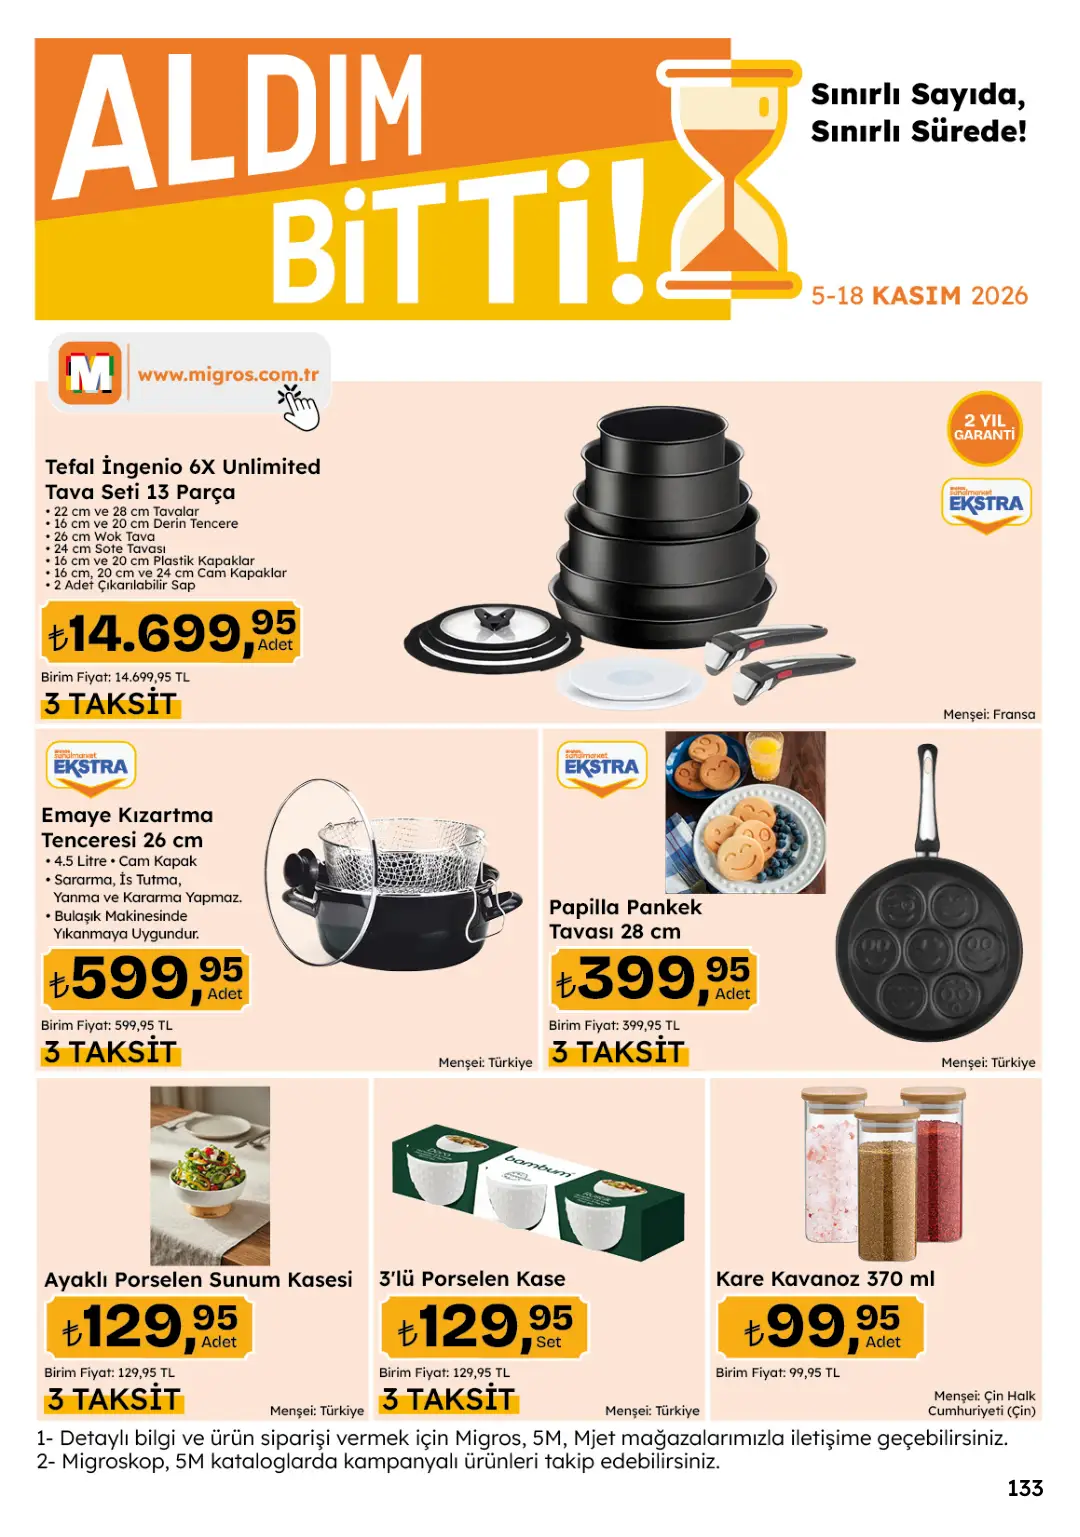 ALDIM
BİTTİ!
Sınırlı Sayıda,
Sınırlı Sürede!
5-18 KASIM 2026
M
www.migros.com.tr
2 YIL
GARANTİ
EKSTRA
Tefal İngenio 6X Unlimited
Tava Seti 13 Parça
• 22 cm ve 28 cm Tavalar
• 16 cm ve 20 cm Derin Tencere
• 26 cm Wok Tava
• 24 cm Sote Tavası
• 16 cm ve 20 cm Plastik Kapaklar
• 16 cm, 20 cm ve 24 cm Cam Kapaklar
• 2 Adet Çıkarılabilir Sap
₺14.699,95
Adet
Birim Fiyat: 14.699,95 TL
3 TAKSİT
Menşei: Fransa
EKSTRA
Emaye Kızartma
Tenceresi 26 cm
• 4.5 Litre • Cam Kapak
• Sararma, İs Tutma,
Yanma ve Kararma Yapmaz.
• Bulaşık Makinesinde
Yıkanmaya Uygundur.
₺599,95
Adet
Birim Fiyat: 599,95 TL
3 TAKSİT
Menşei: Türkiye
EKSTRA
Papilla Pankek
Tavası 28 cm
₺399,95
Adet
Birim Fiyat: 399,95 TL
3 TAKSİT
Menşei: Türkiye
Ayaklı Porselen Sunum Kasesi
₺129,95
Adet
Birim Fiyat: 129,95 TL
3 TAKSİT
Menşei: Türkiye
bambum
3'lü Porselen Kase
₺129,95
Set
Birim Fiyat: 129,95 TL
3 TAKSİT
Menşei: Türkiye
Kare Kavanoz 370 ml
₺99,95
Adet
Birim Fiyat: 99,95 TL
Menşei: Çin Halk
Cumhuriyeti (Çin)
1- Detaylı bilgi ve ürün siparişi vermek için Migros, 5M, Mjet mağazalarımızla iletişime geçebilirsiniz.
2- Migroskop, 5M kataloglarda kampanyalı ürünleri takip edebilirsiniz.
133